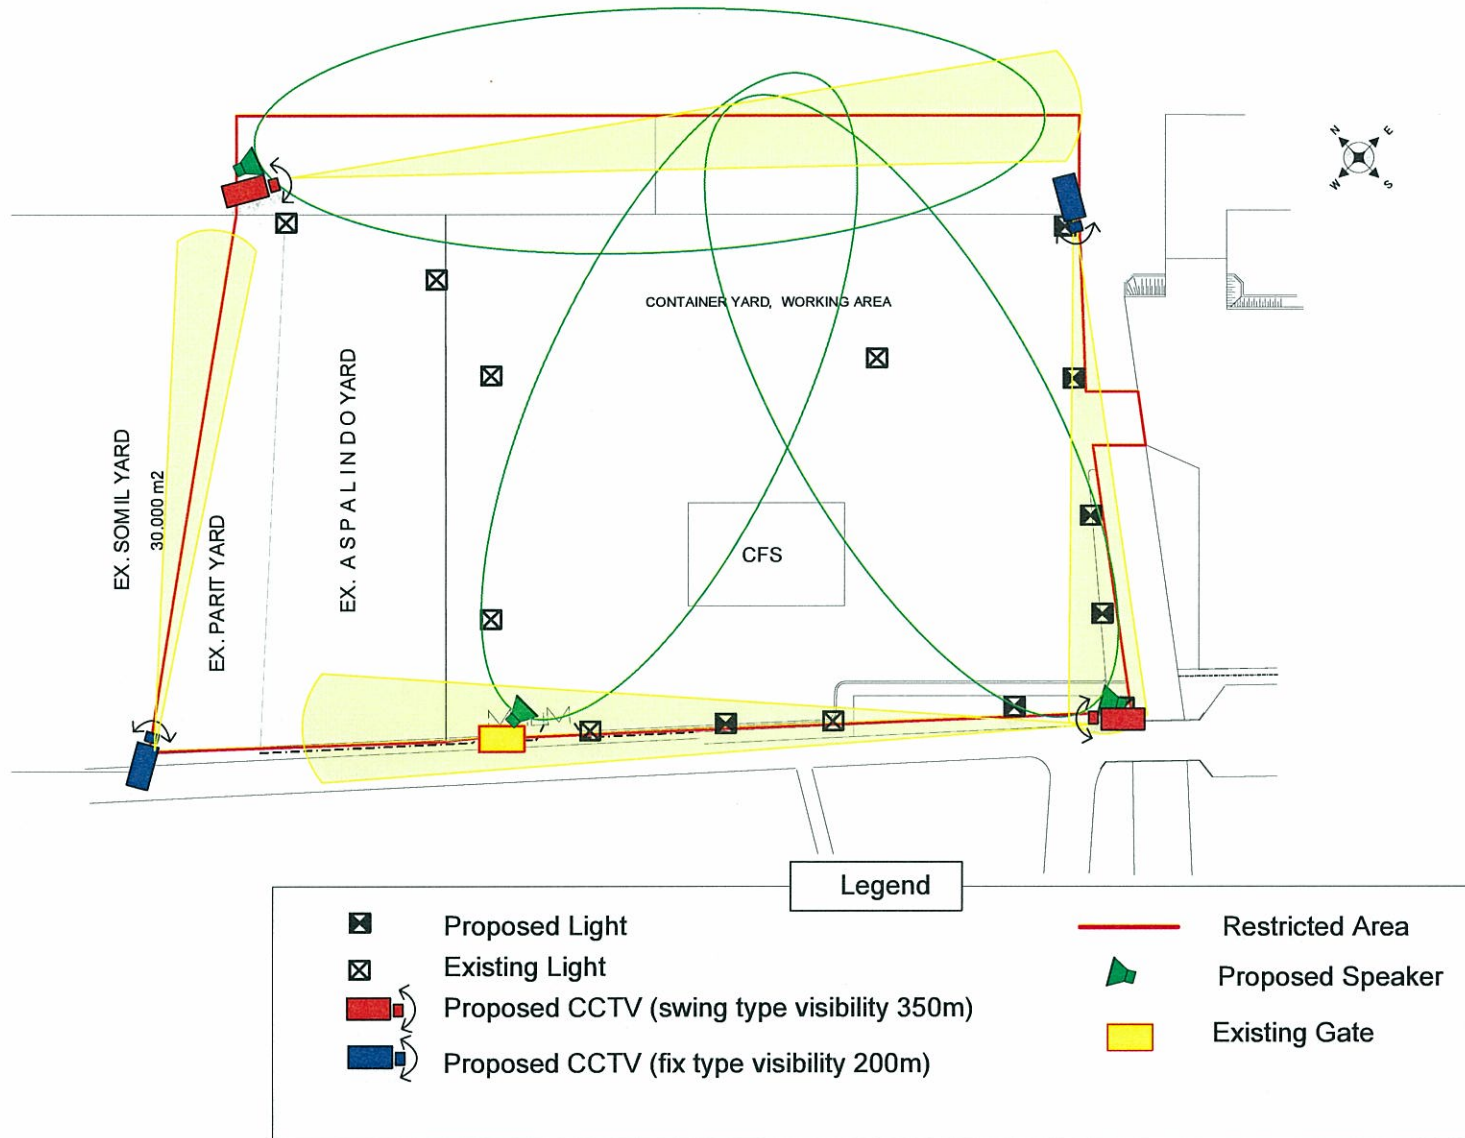 N
E
W
S
CONTAINER YARD, WORKING AREA
EX. SOMIL YARD
30.000 m2
EX. PARIT YARD
EX. ASPALINDO YARD
CFS
Legend
Proposed Light
Existing Light
Proposed CCTV (swing type visibility 350m)
Proposed CCTV (fix type visibility 200m)
Restricted Area
Proposed Speaker
Existing Gate